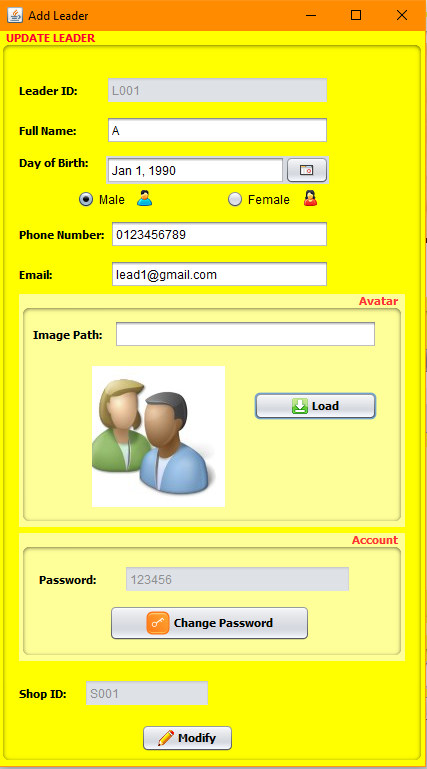 Add Leader
UPDATE LEADER
Leader ID: L001
Full Name: A
Day of Birth: Jan 1, 1990
Male Female
Phone Number: 0123456789
Email: lead1@gmail.com
Avatar
Image Path:
Load
Account
Password: 123456
Change Password
Shop ID: S001
Modify